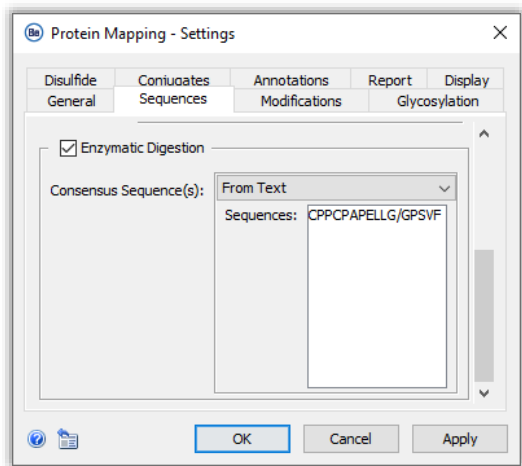 Be Protein Mapping - Settings
Disulfide Conjugates Annotations Report Display
General Sequences Modifications Glycosylation
Enzymatic Digestion
Consensus Sequence(s): From Text
Sequences: CPPCPAPELLG/GPSVF
OK Cancel Apply